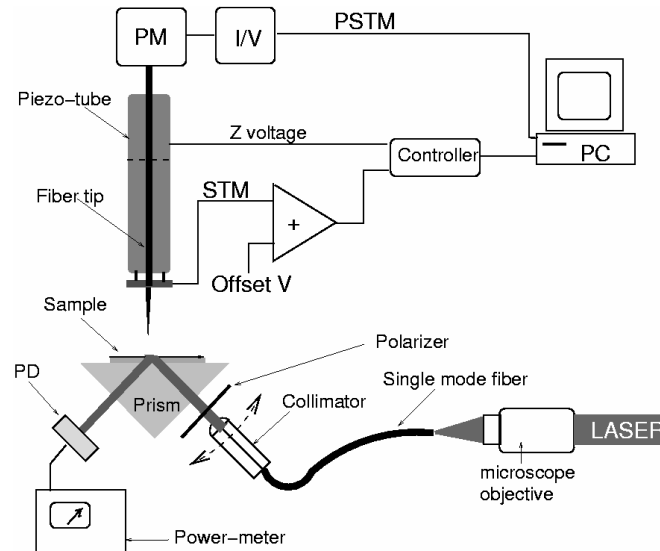 PM
I/V
PSTM
Piezo-tube
Z voltage
Controller
PC
Fiber tip
STM
+
Offset V
Sample
Polarizer
PD
Prism
Collimator
Single mode fiber
LASER
microscope
objective
Power-meter